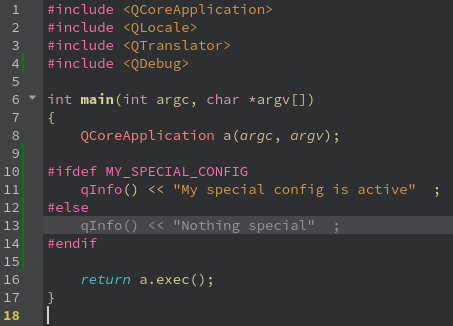 1 #include <QCoreApplication>
2 #include <QLocale>
3 #include <QTranslator>
4 #include <QDebug>
5
6 int main(int argc, char *argv[])
7 {
8     QCoreApplication a(argc, argv);
9
10 #ifdef MY_SPECIAL_CONFIG
11     qInfo() << "My special config is active"  ;
12 #else
13     qInfo() << "Nothing special"  ;
14 #endif
15
16     return a.exec();
17 }
18